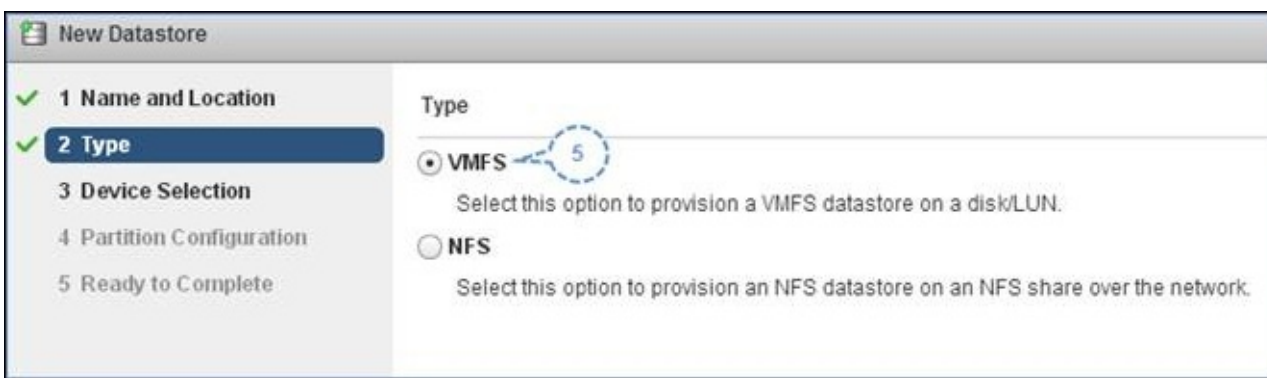 New Datastore
1 Name and Location
2 Type
3 Device Selection
4 Partition Configuration
5 Ready to Complete
Type
VMFS
5
Select this option to provision a VMFS datastore on a disk/LUN.
NFS
Select this option to provision an NFS datastore on an NFS share over the network.